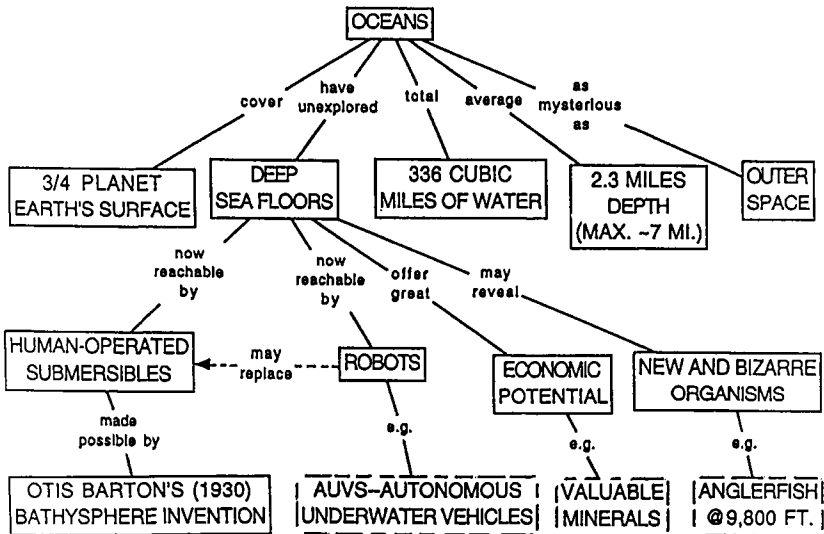 OCEANS
cover
have
unexplored
total
average
as
mysterious
as
3/4 PLANET
EARTH'S SURFACE
DEEP
SEA FLOORS
336 CUBIC
MILES OF WATER
2.3 MILES
DEPTH
(MAX. ~7 MI.)
OUTER
SPACE
now
reachable
by
now
reachable
by
offer
great
may
reveal
HUMAN-OPERATED
SUBMERSIBLES
may
replace
ROBOTS
ECONOMIC
POTENTIAL
NEW AND BIZARRE
ORGANISMS
made
possible by
e.g.
e.g.
e.g.
OTIS BARTON'S (1930)
BATHYSPHERE INVENTION
AUVS–AUTONOMOUS
UNDERWATER VEHICLES
VALUABLE
MINERALS
ANGLERFISH
@9,800 FT.